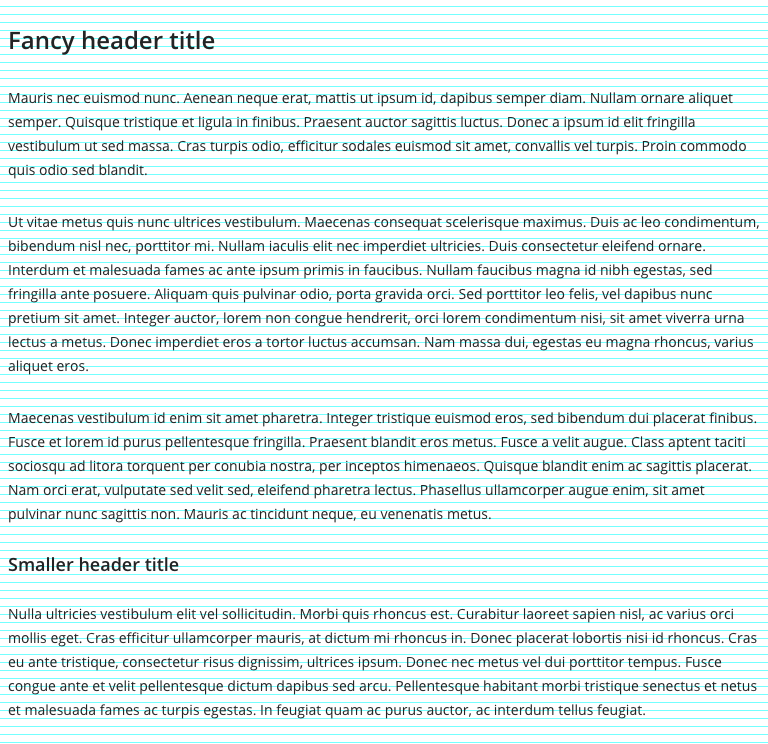 Fancy header title
Mauris nec euismod nunc. Aenean neque erat, mattis ut ipsum id, dapibus semper diam. Nullam ornare aliquet
semper. Quisque tristique et ligula in finibus. Praesent auctor sagittis luctus. Donec a ipsum id elit fringilla
vestibulum ut sed massa. Cras turpis odio, efficitur sodales euismod sit amet, convallis vel turpis. Proin commodo
quis odio sed blandit.
Ut vitae metus quis nunc ultrices vestibulum. Maecenas consequat scelerisque maximus. Duis ac leo condimentum,
bibendum nisl nec, porttitor mi. Nullam iaculis elit nec imperdiet ultricies. Duis consectetur eleifend ornare.
Interdum et malesuada fames ac ante ipsum primis in faucibus. Nullam faucibus magna id nibh egestas, sed
fringilla ante posuere. Aliquam quis pulvinar odio, porta gravida orci. Sed porttitor leo felis, vel dapibus nunc
pretium sit amet. Integer auctor, lorem non congue hendrerit, orci lorem condimentum nisi, sit amet viverra urna
lectus a metus. Donec imperdiet eros a tortor luctus accumsan. Nam massa dui, egestas eu magna rhoncus, varius
aliquet eros.
Maecenas vestibulum id enim sit amet pharetra. Integer tristique euismod eros, sed bibendum dui placerat finibus.
Fusce et lorem id purus pellentesque fringilla. Praesent blandit eros metus. Fusce a velit augue. Class aptent taciti
sociosqu ad litora torquent per conubia nostra, per inceptos himenaeos. Quisque blandit enim ac sagittis placerat.
Nam orci erat, vulputate sed velit sed, eleifend pharetra lectus. Phasellus ullamcorper augue enim, sit amet
pulvinar nunc sagittis non. Mauris ac tincidunt neque, eu venenatis metus.
Smaller header title
Nulla ultricies vestibulum elit vel sollicitudin. Morbi quis rhoncus est. Curabitur laoreet sapien nisl, ac varius orci
mollis eget. Cras efficitur ullamcorper mauris, at dictum mi rhoncus in. Donec placerat lobortis nisi id rhoncus. Cras
eu ante tristique, consectetur risus dignissim, ultrices ipsum. Donec nec metus vel dui porttitor tempus. Fusce
congue ante et velit pellentesque dictum dapibus sed arcu. Pellentesque habitant morbi tristique senectus et netus
et malesuada fames ac turpis egestas. In feugiat quam ac purus auctor, ac interdum tellus feugiat.